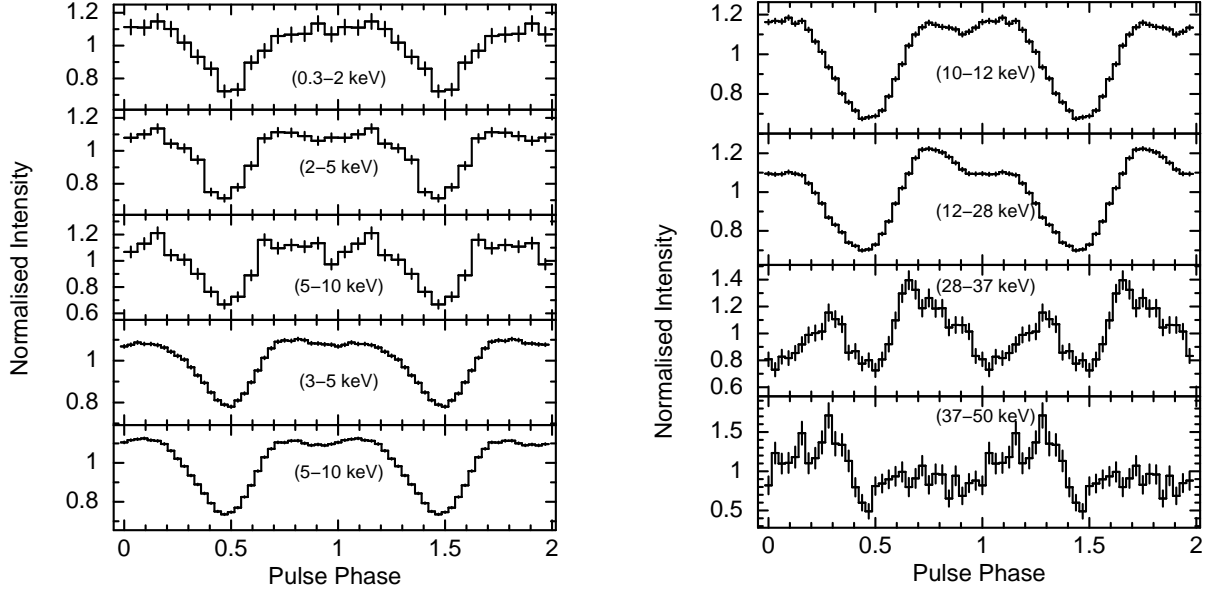 Normalised Intensity
1.2
1
0.8
(0.3–2 keV)
1.2
1
0.8
(2–5 keV)
1.2
1
0.8
0.6
(5–10 keV)
1
0.8
(3–5 keV)
1
0.8
(5–10 keV)
0 0.5 1 1.5 2
Pulse Phase
Normalised Intensity
1.2
1
0.8
(10–12 keV)
1.2
1
0.8
(12–28 keV)
1.4
1.2
1
0.8
0.6
(28–37 keV)
1.5
1
0.5
(37–50 keV)
0 0.5 1 1.5 2
Pulse Phase